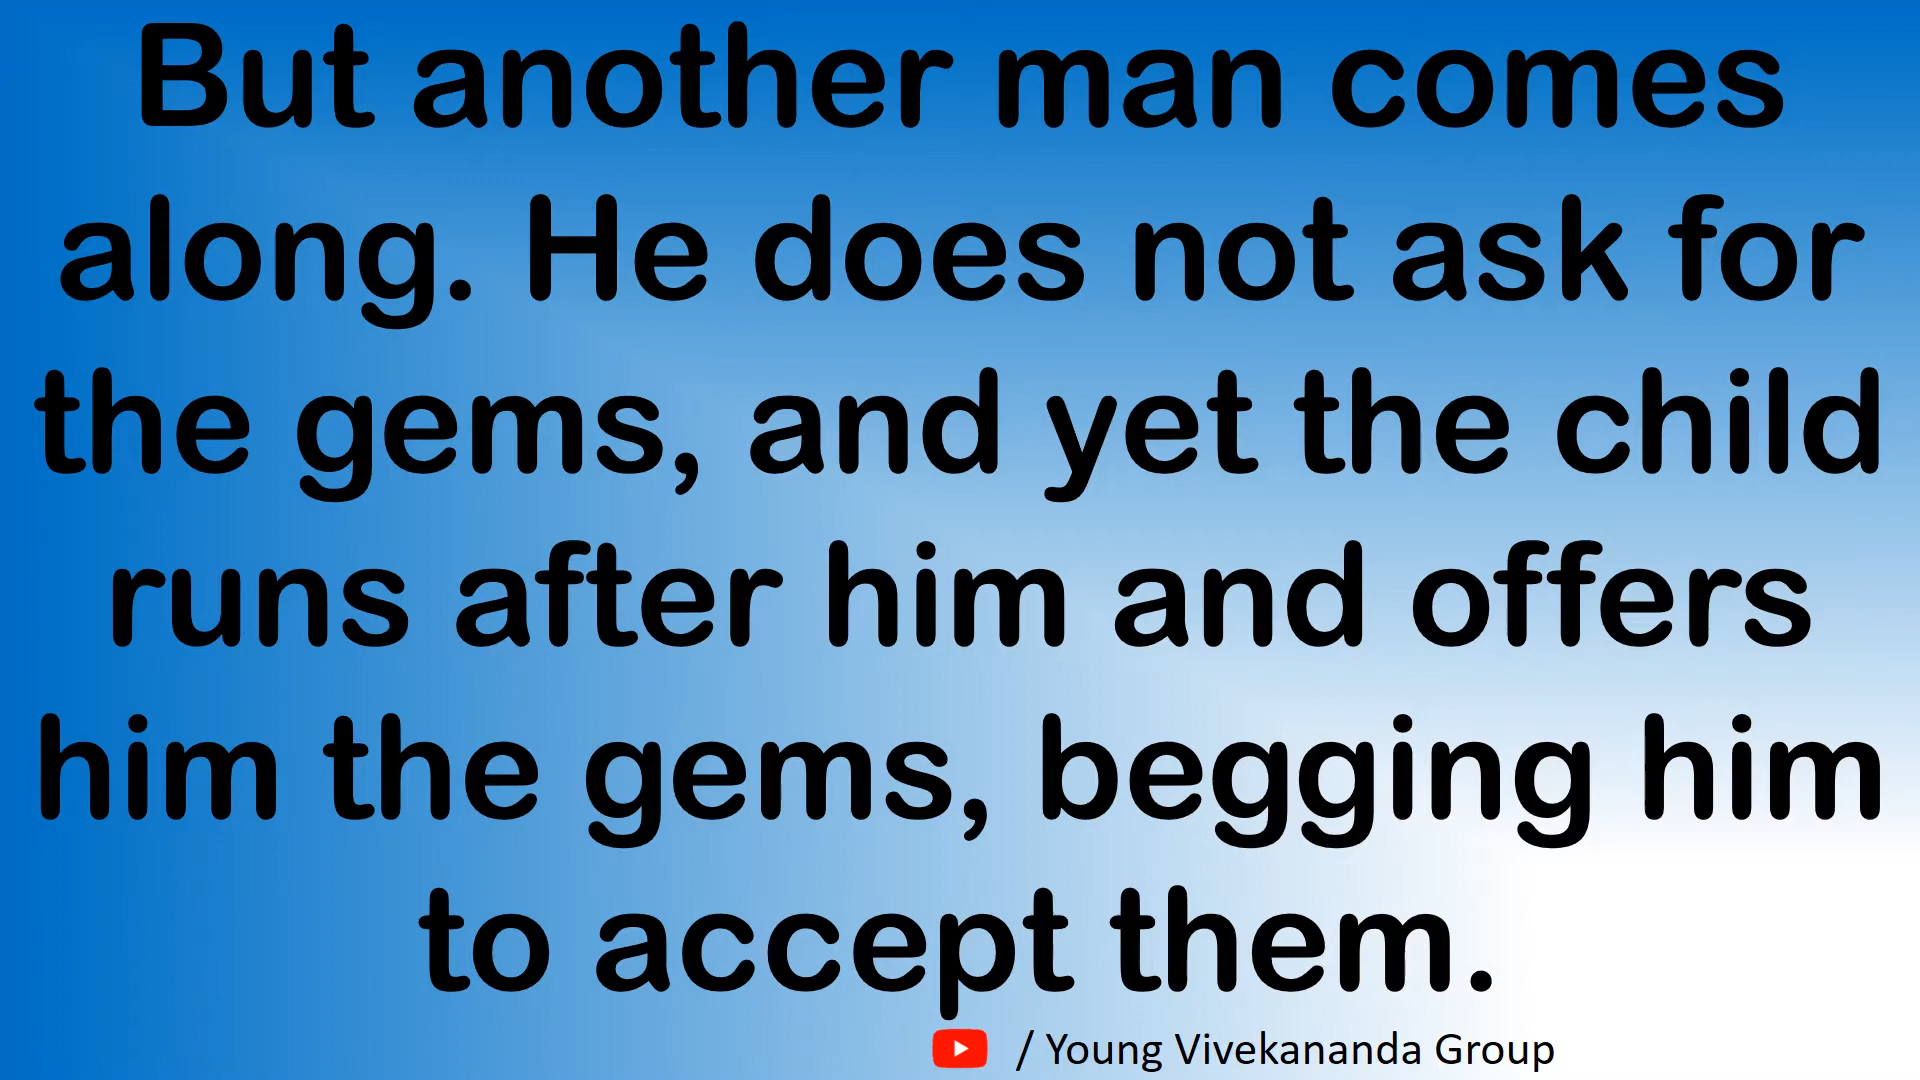 But another man comes
along. He does not ask for
the gems, and yet the child
runs after him and offers
him the gems, begging him
to accept them.
/ Young Vivekananda Group